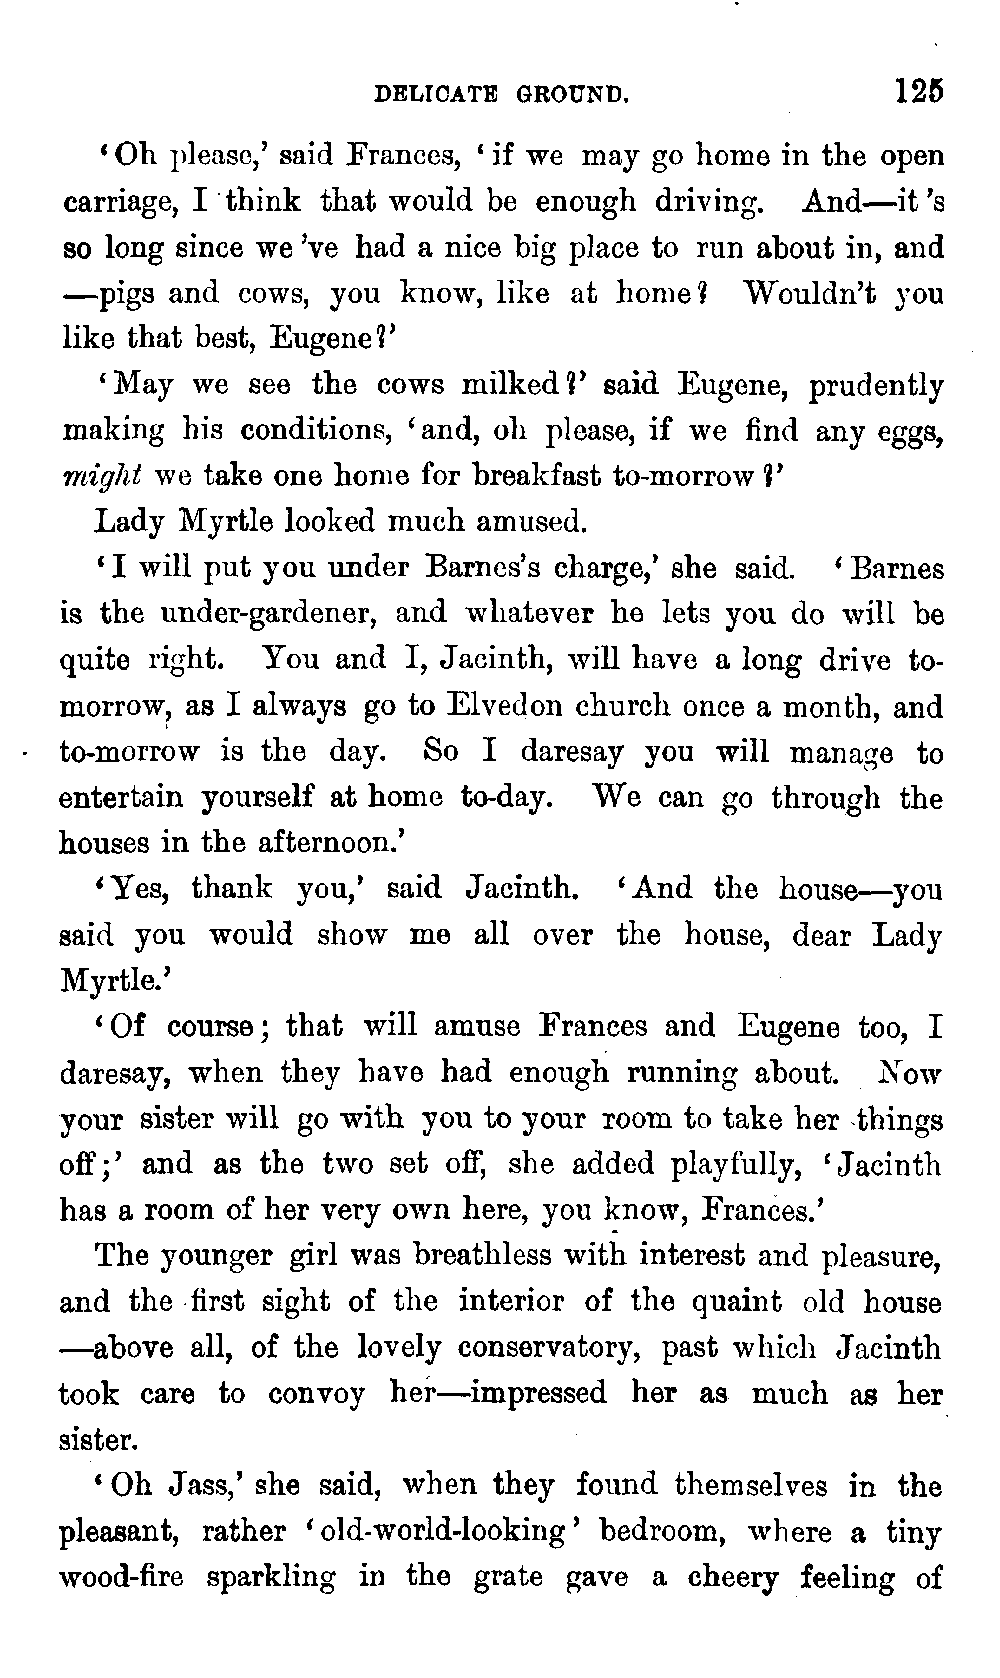 DELICATE GROUND. 125
‘Oh please,’ said Frances, ‘if we may go home in the open
carriage, I think that would be enough driving. And—it ’s
so long since we ’ve had a nice big place to run about in, and
—pigs and cows, you know, like at home? Wouldn’t you
like that best, Eugene?’
‘May we see the cows milked?’ said Eugene, prudently
making his conditions, ‘and, oh please, if we find any eggs,
might we take one home for breakfast to-morrow?’
Lady Myrtle looked much amused.
‘I will put you under Barnes’s charge,’ she said. ‘Barnes
is the under-gardener, and whatever he lets you do will be
quite right. You and I, Jacinth, will have a long drive to-
morrow, as I always go to Elvedon church once a month, and
to-morrow is the day. So I daresay you will manage to
entertain yourself at home to-day. We can go through the
houses in the afternoon.’
‘Yes, thank you,’ said Jacinth. ‘And the house—you
said you would show me all over the house, dear Lady
Myrtle.’
‘Of course; that will amuse Frances and Eugene too, I
daresay, when they have had enough running about. Now
your sister will go with you to your room to take her things
off;’ and as the two set off, she added playfully, ‘Jacinth
has a room of her very own here, you know, Frances.’
The younger girl was breathless with interest and pleasure,
and the first sight of the interior of the quaint old house
—above all, of the lovely conservatory, past which Jacinth
took care to convoy her—impressed her as much as her
sister.
‘Oh Jass,’ she said, when they found themselves in the
pleasant, rather ‘old-world-looking’ bedroom, where a tiny
wood-fire sparkling in the grate gave a cheery feeling of